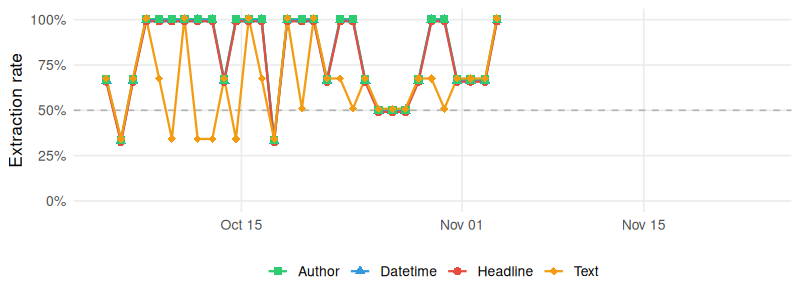 100%
75%
50%
25%
0%
Extraction rate
Oct 15 Nov 01 Nov 15
Author Datetime Headline Text